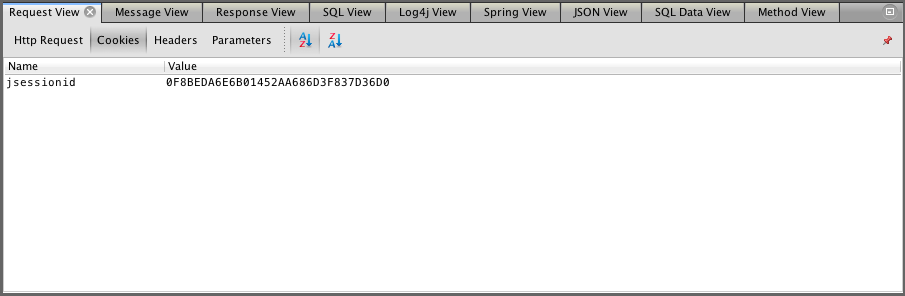 Request View Message View Response View SQL View Log4j View Spring View JSON View SQL Data View Method View
Http Request Cookies Headers Parameters A Z Z A
Name Value
jsessionid 0F8BEDA6E6B01452AA686D3F837D36D0